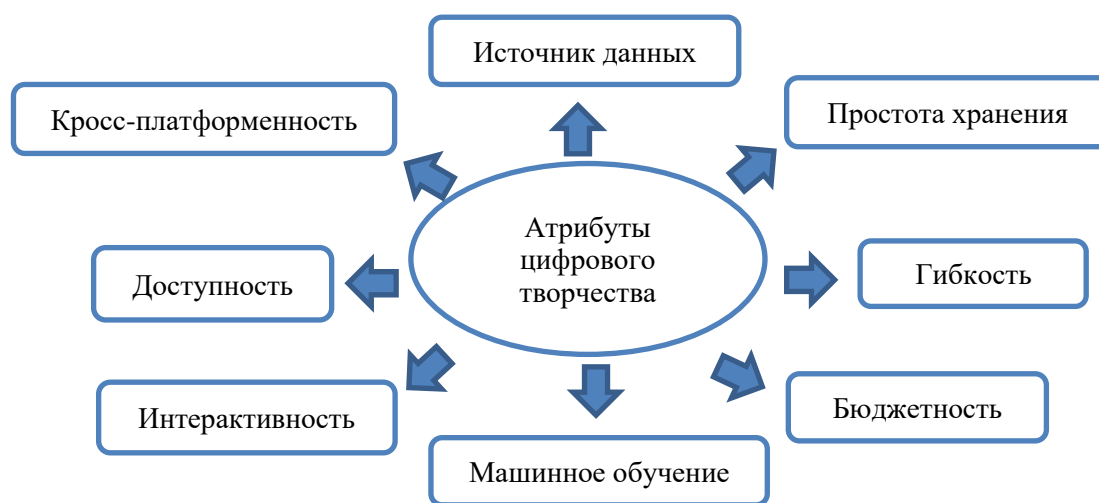 Источник данных
Кросс-платформенность
Простота хранения
Атрибуты
цифрового
творчества
Доступность
Гибкость
Интерактивность
Бюджетность
Машинное обучение